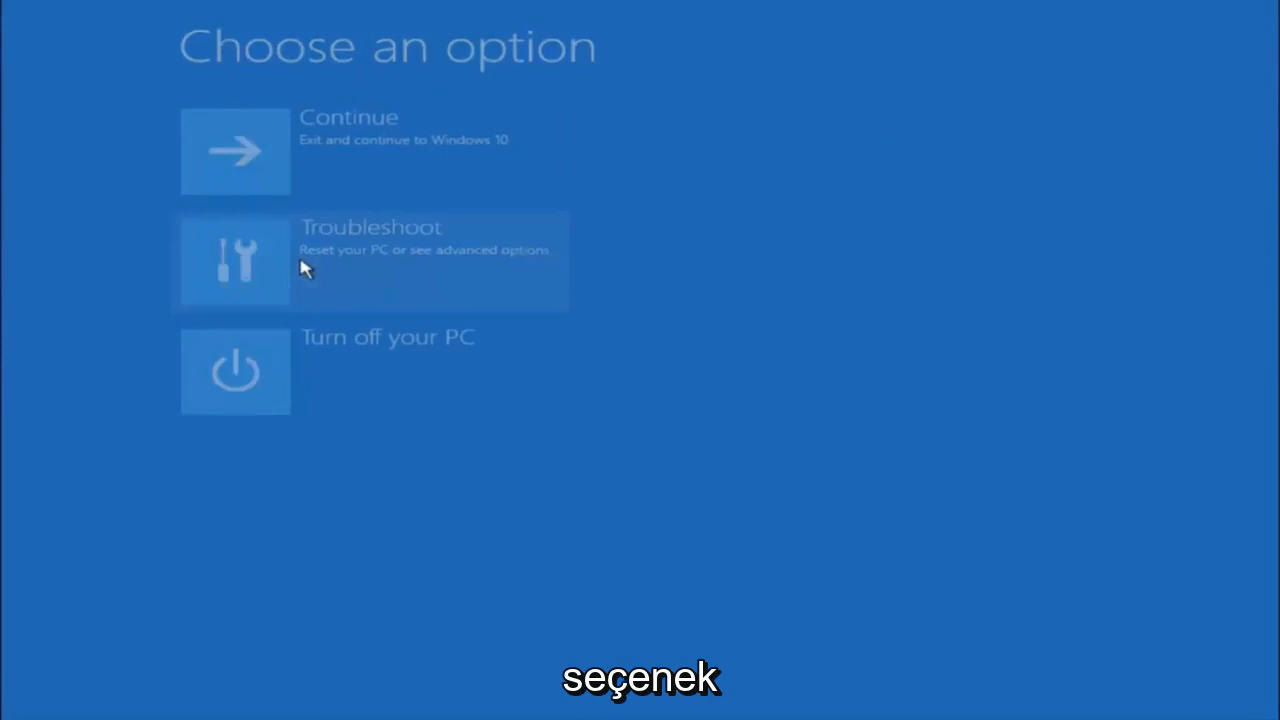 Choose an option
Continue
Exit and continue to Windows 10
Troubleshoot
Reset your PC or see advanced options
Turn off your PC
seçenek